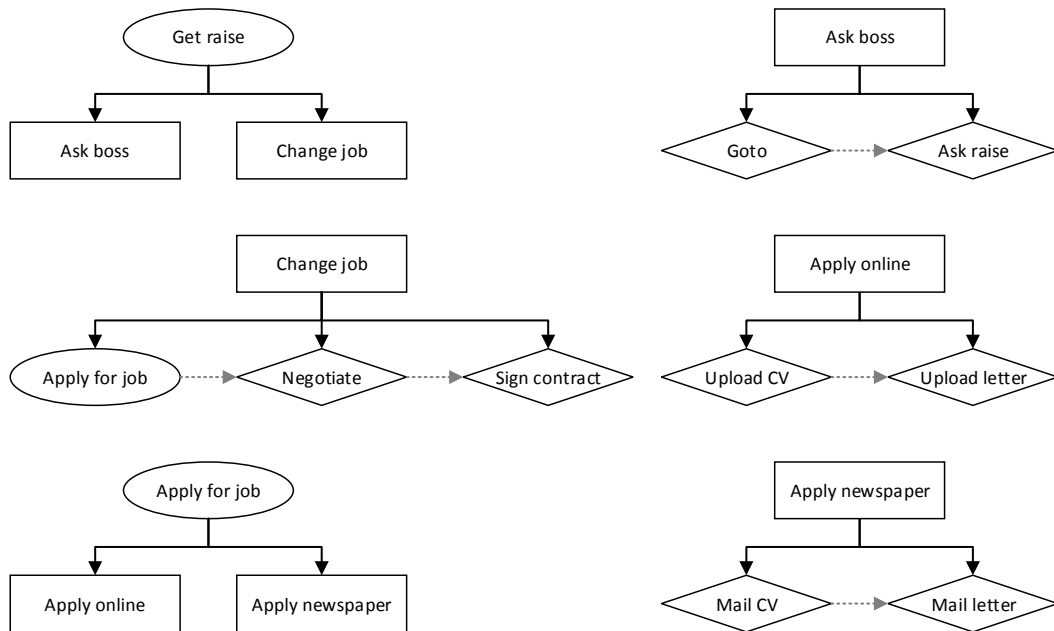 Get raise
Ask boss
Ask boss
Change job
Goto
Ask raise
Change job
Apply online
Apply for job
Negotiate
Sign contract
Upload CV
Upload letter
Apply for job
Apply newspaper
Apply online
Apply newspaper
Mail CV
Mail letter